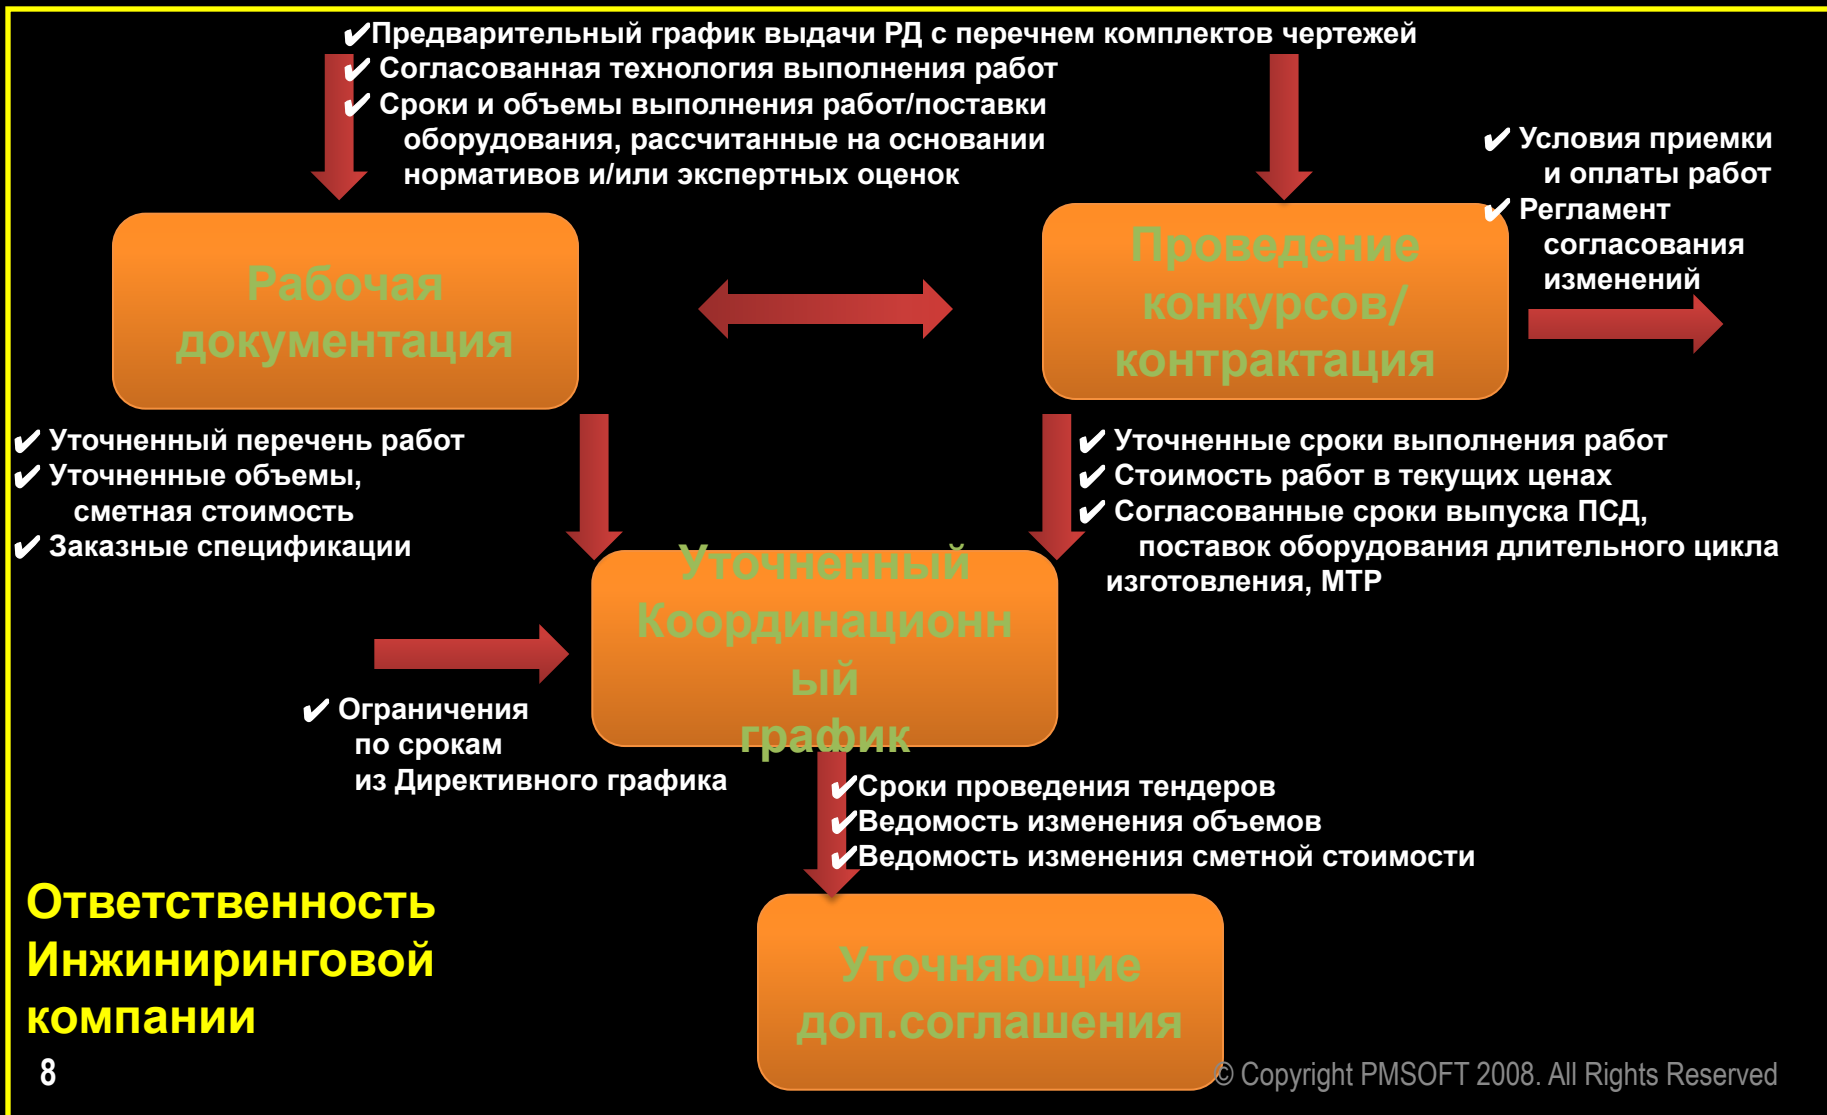 ✔Предварительный график выдачи РД с перечнем комплектов чертежей
✔ Согласованная технология выполнения работ
✔ Сроки и объемы выполнения работ/поставки
оборудования, рассчитанные на основании
нормативов и/или экспертных оценок
✔ Условия приемки
и оплаты работ
✔ Регламент
согласования
изменений
Рабочая
документация
Проведение
конкурсов/
контрактация
✔ Уточненный перечень работ
✔ Уточненные объемы,
сметная стоимость
✔ Заказные спецификации
✔ Уточненные сроки выполнения работ
✔ Стоимость работ в текущих ценах
✔ Согласованные сроки выпуска ПСД,
поставок оборудования длительного цикла
изготовления, МТР
Уточненный
Координационн
ый
график
✔ Ограничения
по срокам
из Директивного графика
✔Сроки проведения тендеров
✔Ведомость изменения объемов
✔Ведомость изменения сметной стоимости
Ответственность
Инжиниринговой
компании
Уточняющие
доп.соглашения
8
© Copyright PMSOFT 2008. All Rights Reserved